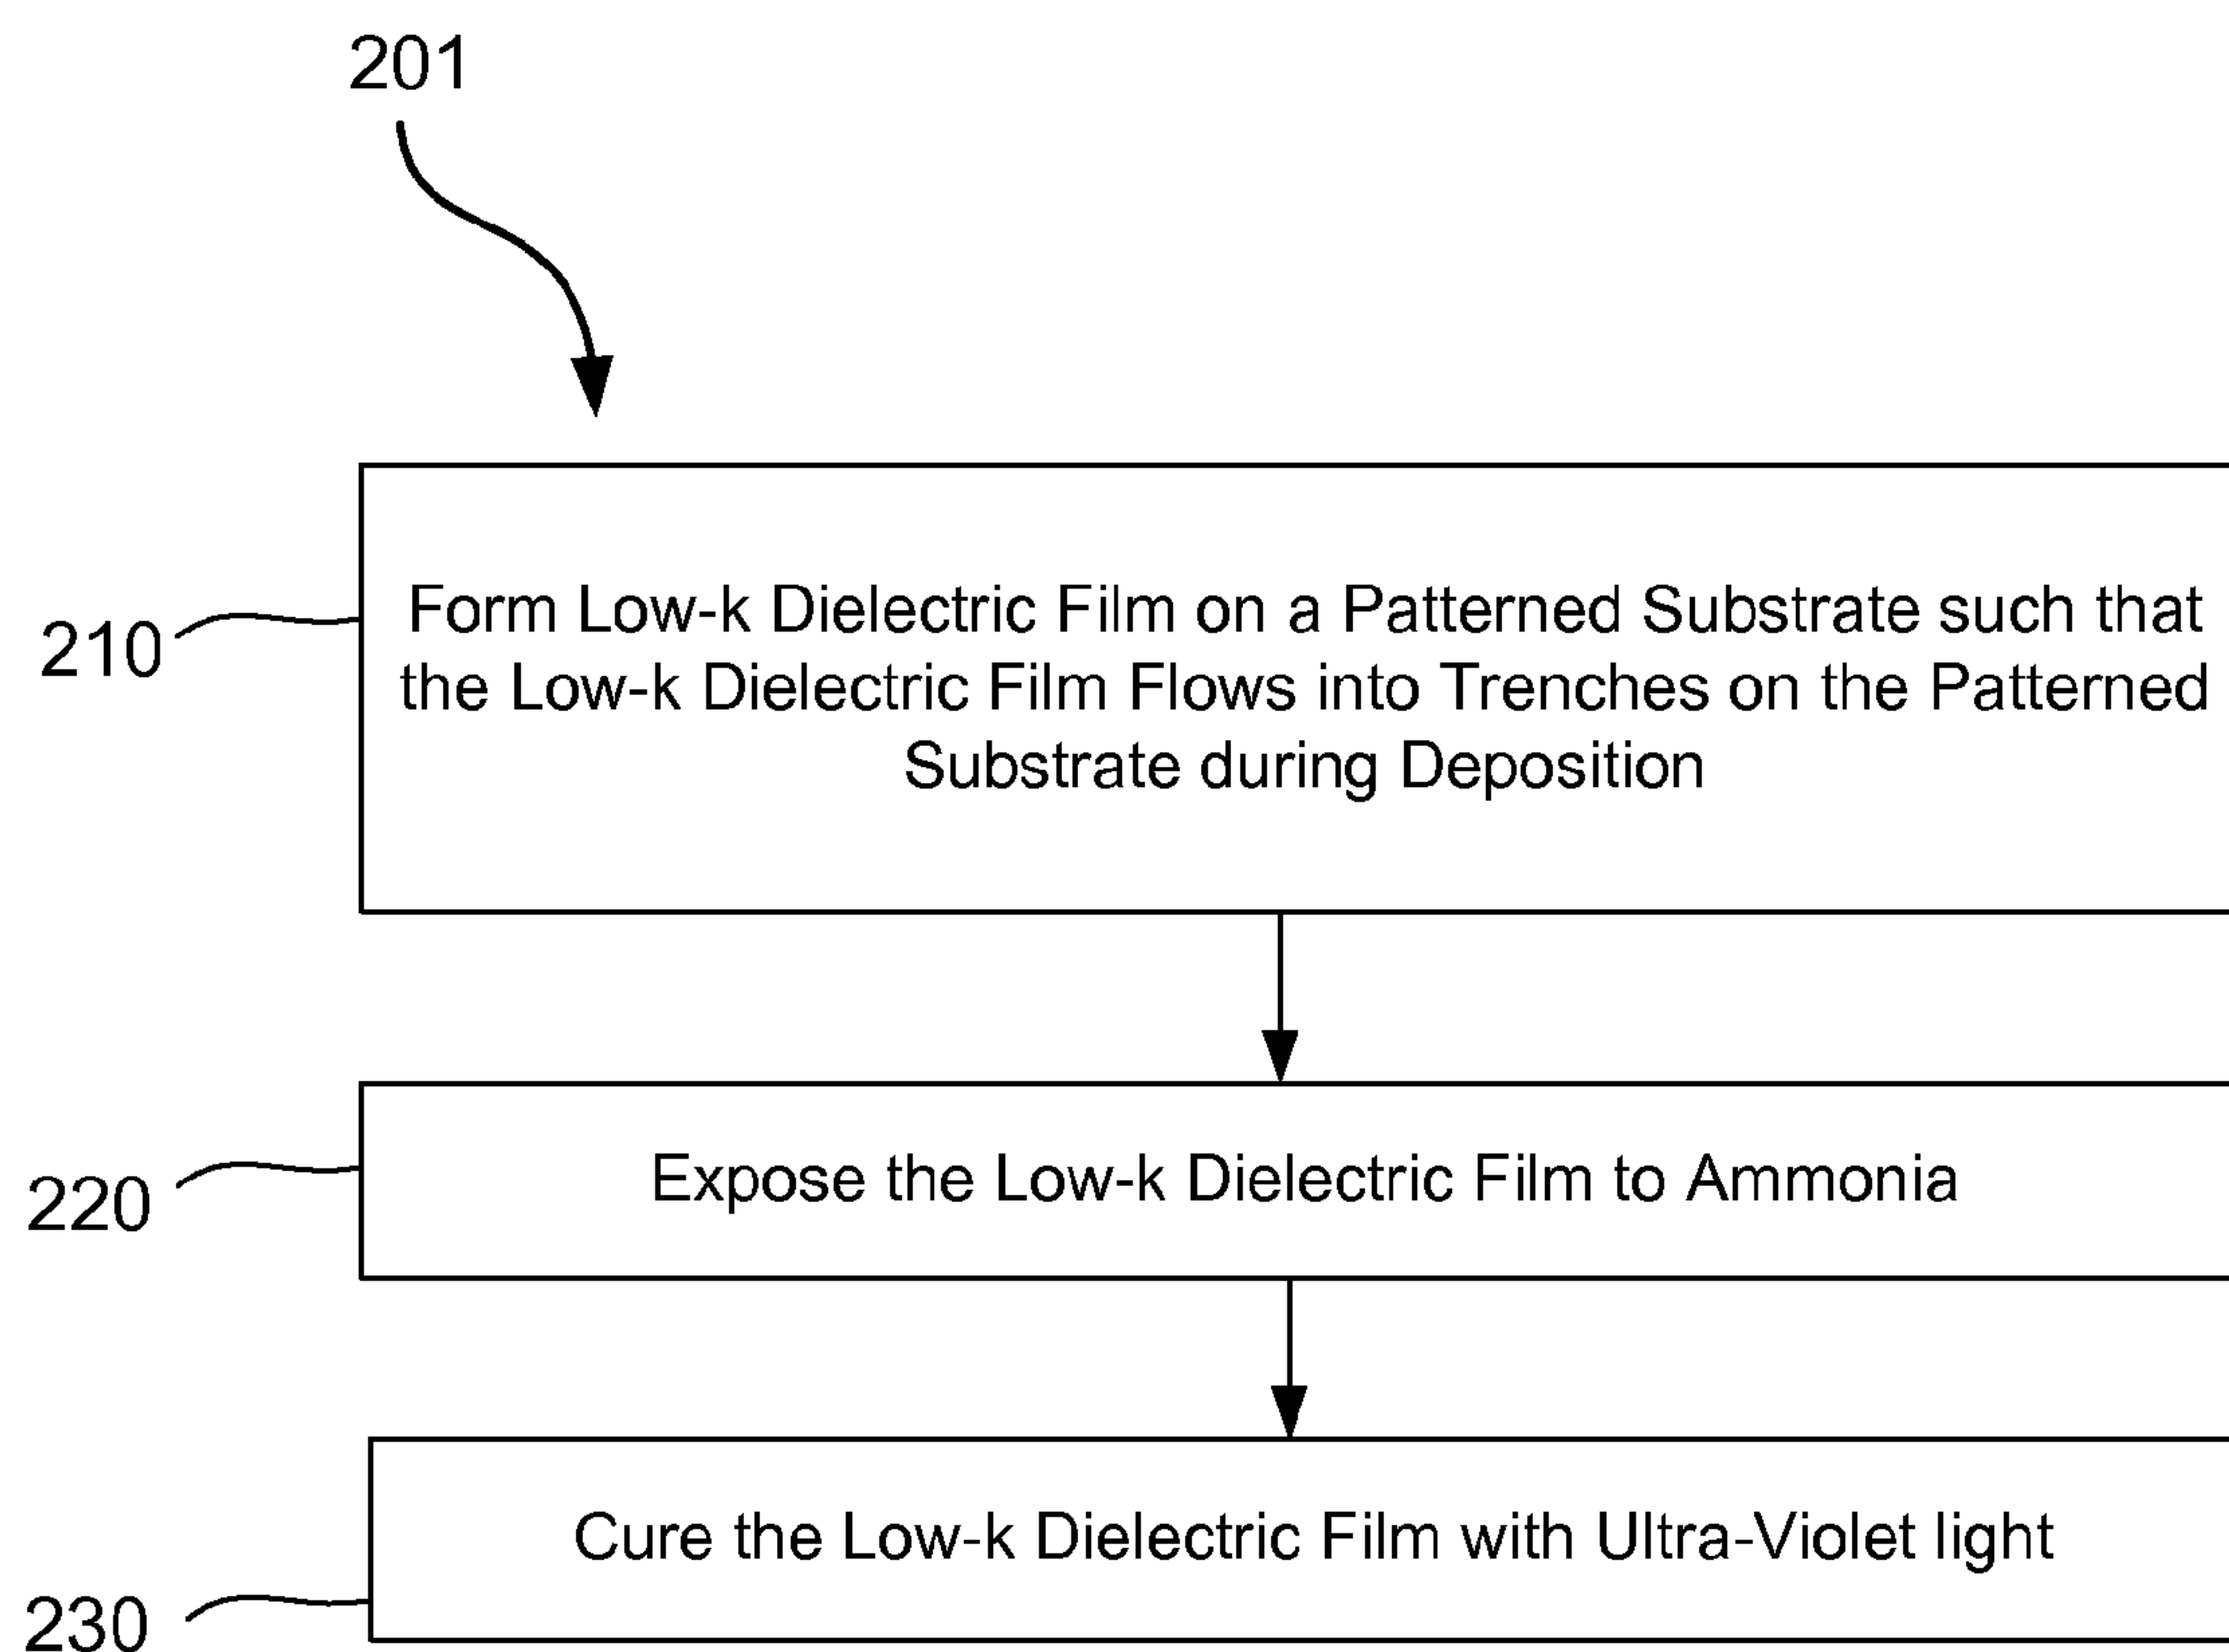 201
210
Form Low-k Dielectric Film on a Patterned Substrate such that
the Low-k Dielectric Film Flows into Trenches on the Patterned
Substrate during Deposition
220
Expose the Low-k Dielectric Film to Ammonia
230
Cure the Low-k Dielectric Film with Ultra-Violet light